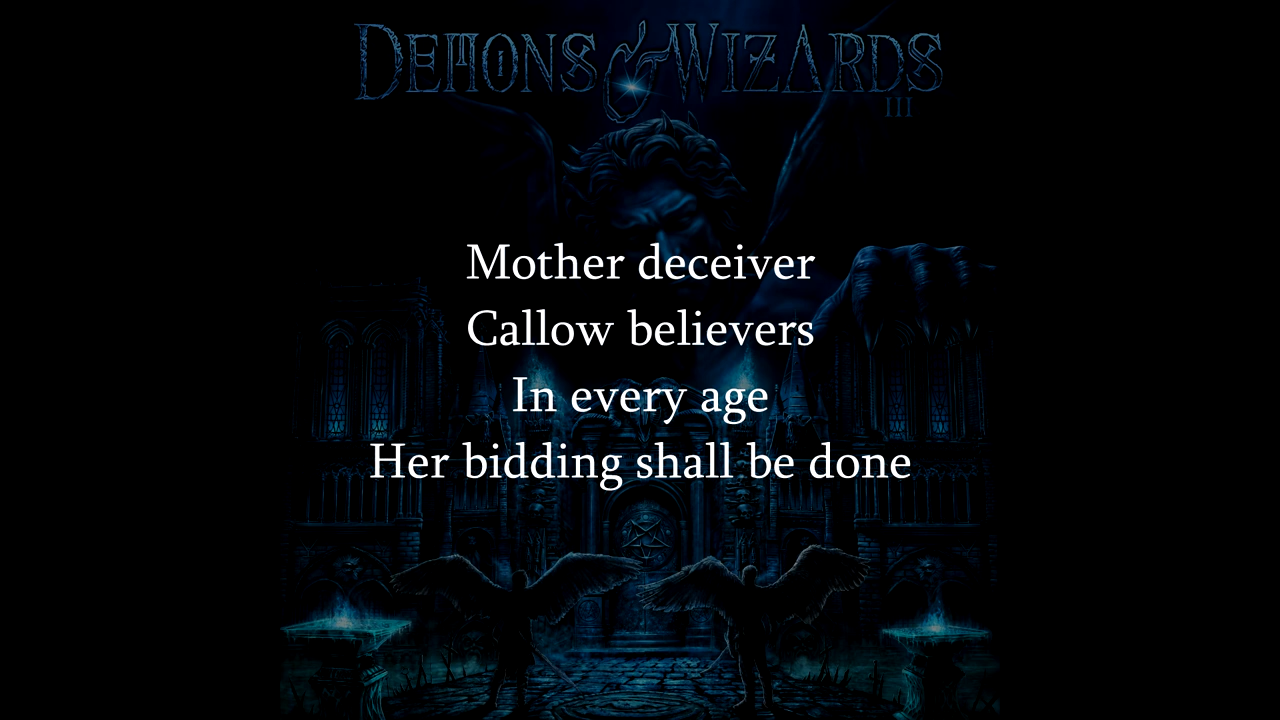 DEMONS & WIZARDS
III
Mother deceiver
Callow believers
In every age
Her bidding shall be done